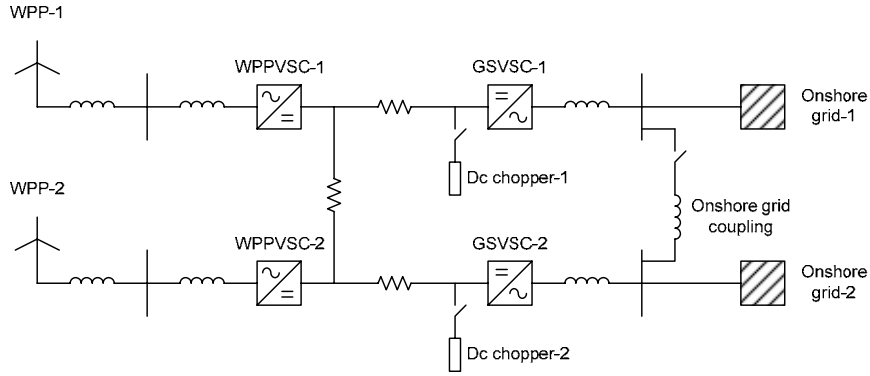 WPP-1
WPPVSC-1
GSVSC-1
Onshore
grid-1
Dc chopper-1
WPP-2
Onshore grid
coupling
WPPVSC-2
GSVSC-2
Onshore
grid-2
Dc chopper-2